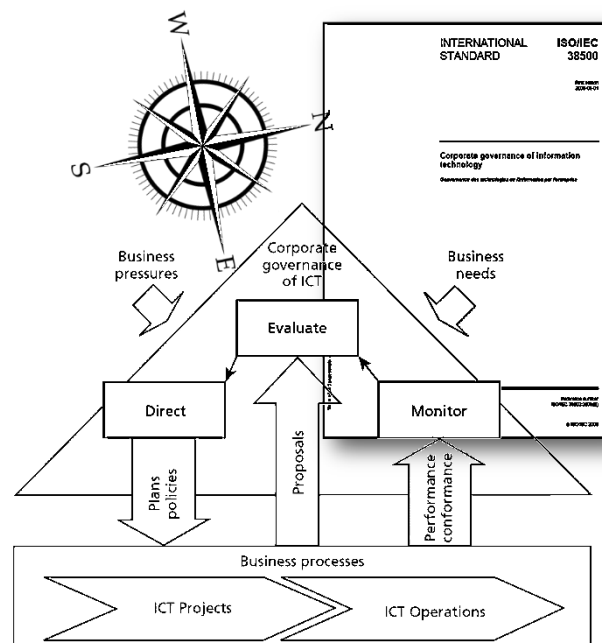 W
N
S
E
INTERNATIONAL
STANDARD
ISO/IEC
38500
Corporate governance of information
technology
Business
pressures
Corporate
governance
of ICT
Business
needs
Evaluate
Direct
Monitor
Plans
policies
Proposals
Performance
conformance
Business processes
ICT Projects
ICT Operations